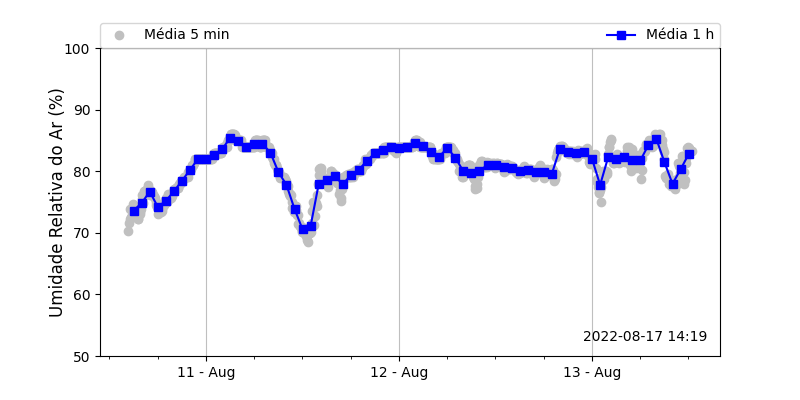 Média 5 min Média 1 h
100
90
80
70
60
50
Umidade Relativa do Ar (%)
2022-08-17 14:19
11 - Aug 12 - Aug 13 - Aug